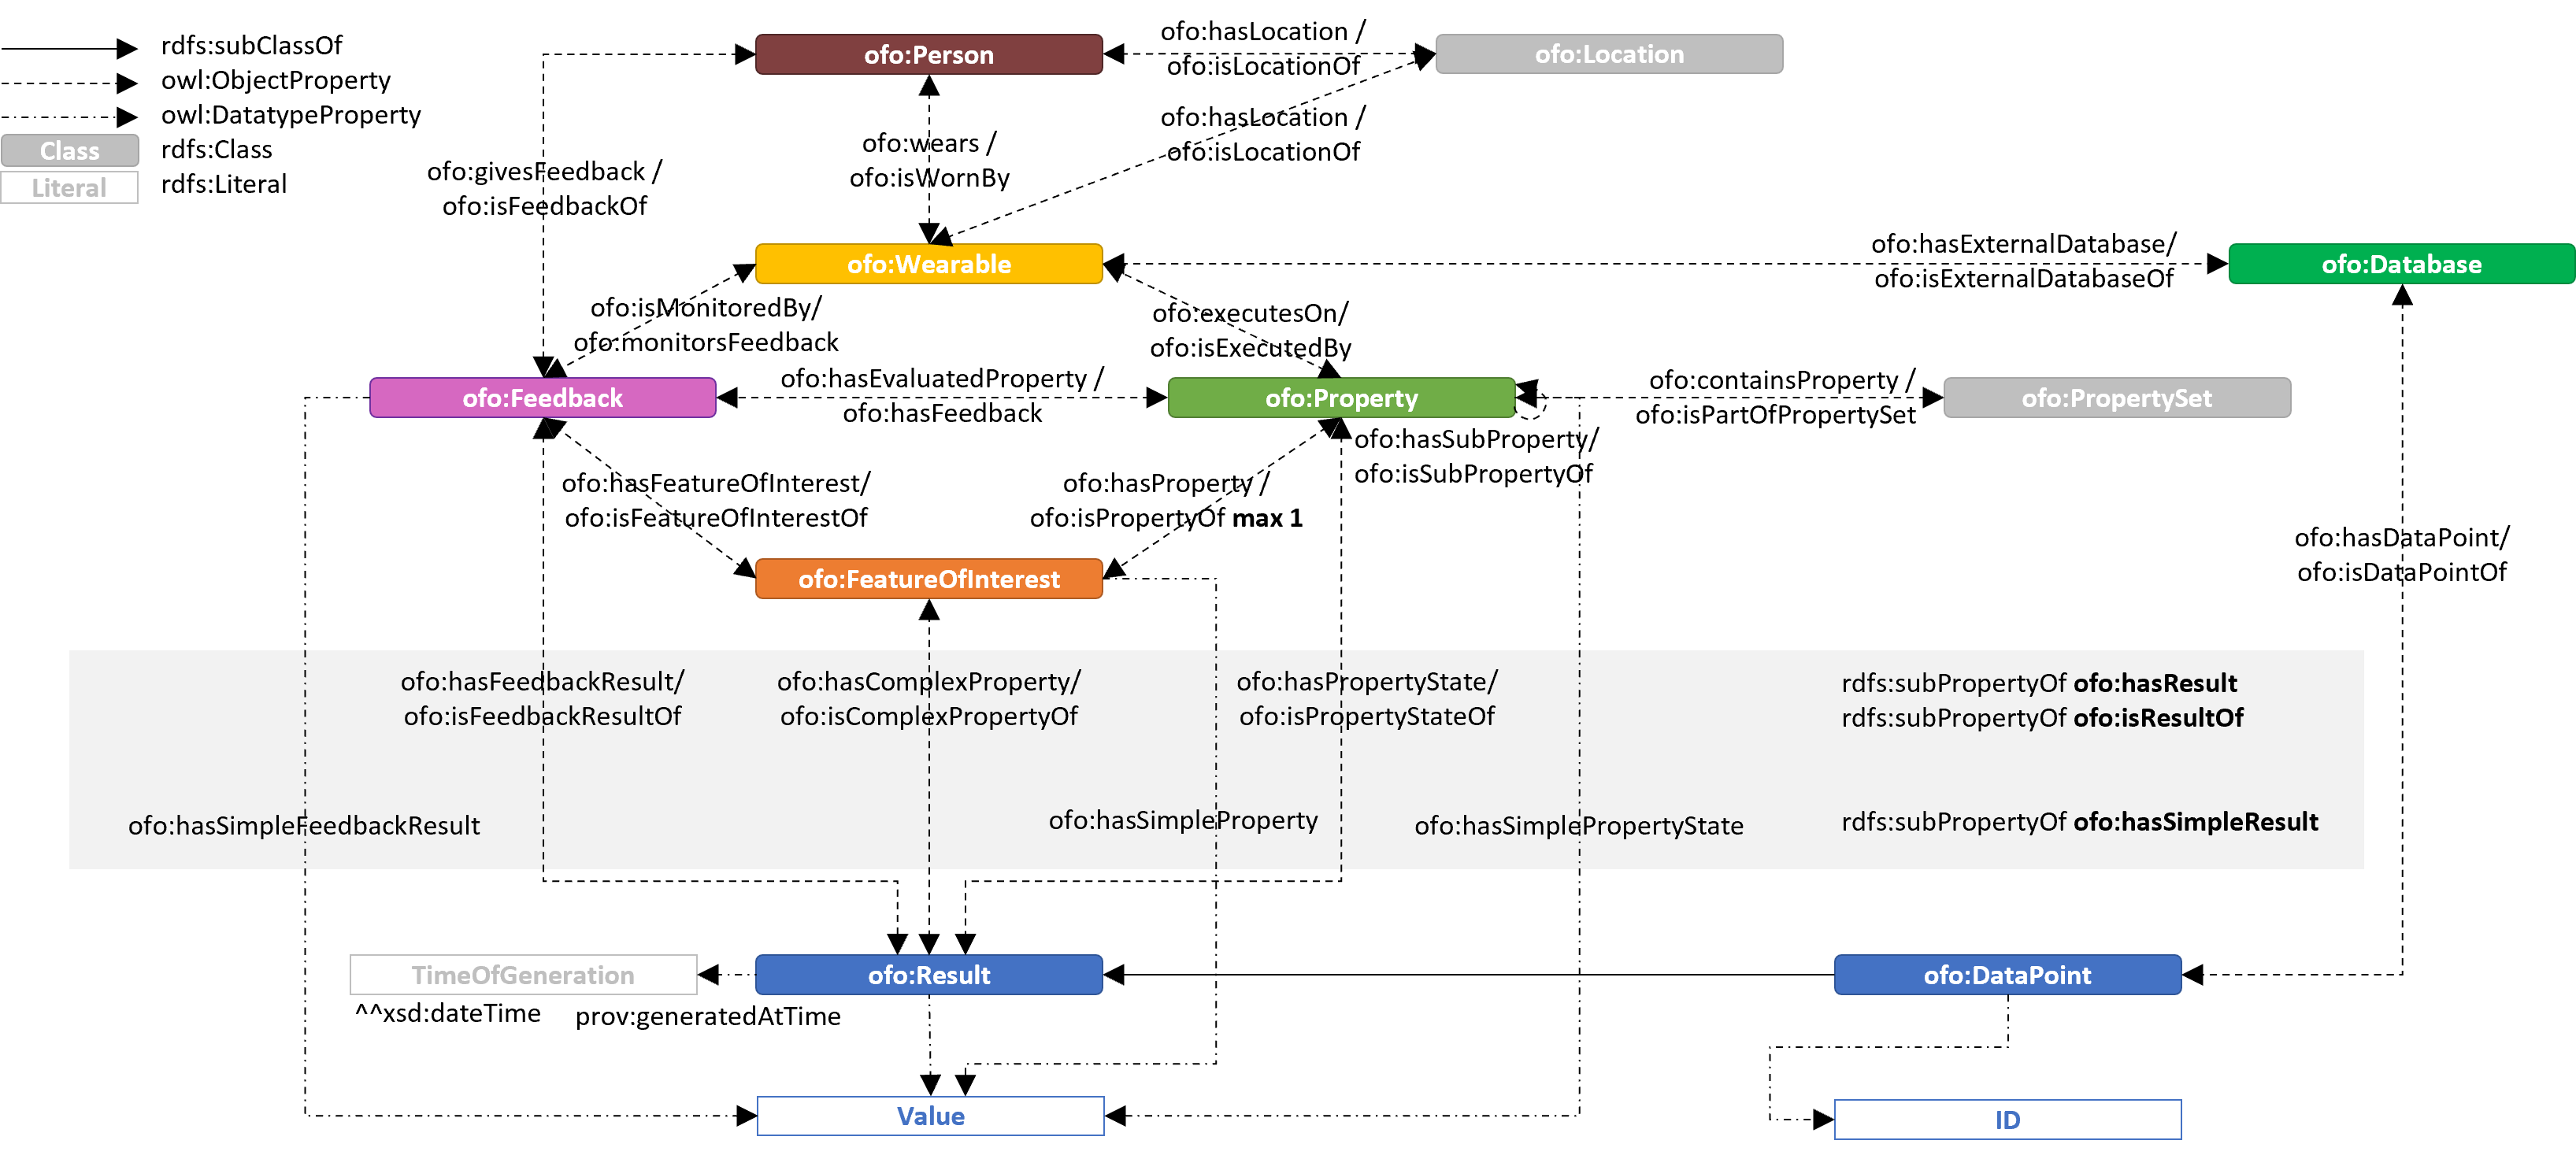 rdfs:subClassOf
owl:ObjectProperty
owl:DatatypeProperty
Class
rdfs:Class
Literal
rdfs:Literal
ofo:Person
ofo:hasLocation /
ofo:isLocationOf
ofo:Location
ofo:hasLocation /
ofo:isLocationOf
ofo:wears /
ofo:isWornBy
ofo:givesFeedback /
ofo:isFeedbackOf
ofo:Wearable
ofo:hasExternalDatabase/
ofo:isExternalDatabaseOf
ofo:Database
ofo:isMonitoredBy/
ofo:monitorsFeedback
ofo:executesOn/
ofo:isExecutedBy
ofo:Feedback
ofo:hasEvaluatedProperty /
ofo:hasFeedback
ofo:Property
ofo:containsProperty /
ofo:isPartOfPropertySet
ofo:PropertySet
ofo:hasSubProperty/
ofo:isSubPropertyOf
ofo:hasFeatureOfInterest/
ofo:isFeatureOfInterestOf
ofo:hasProperty /
ofo:isPropertyOf max 1
ofo:hasDataPoint/
ofo:isDataPointOf
ofo:FeatureOfInterest
ofo:hasFeedbackResult/
ofo:isFeedbackResultOf
ofo:hasComplexProperty/
ofo:isComplexPropertyOf
ofo:hasPropertyState/
ofo:isPropertyStateOf
rdfs:subPropertyOf ofo:hasResult
rdfs:subPropertyOf ofo:isResultOf
ofo:hasSimpleFeedbackResult
ofo:hasSimpleProperty
ofo:hasSimplePropertyState
rdfs:subPropertyOf ofo:hasSimpleResult
TimeOfGeneration
^^xsd:dateTime
prov:generatedAtTime
ofo:Result
ofo:DataPoint
Value
ID